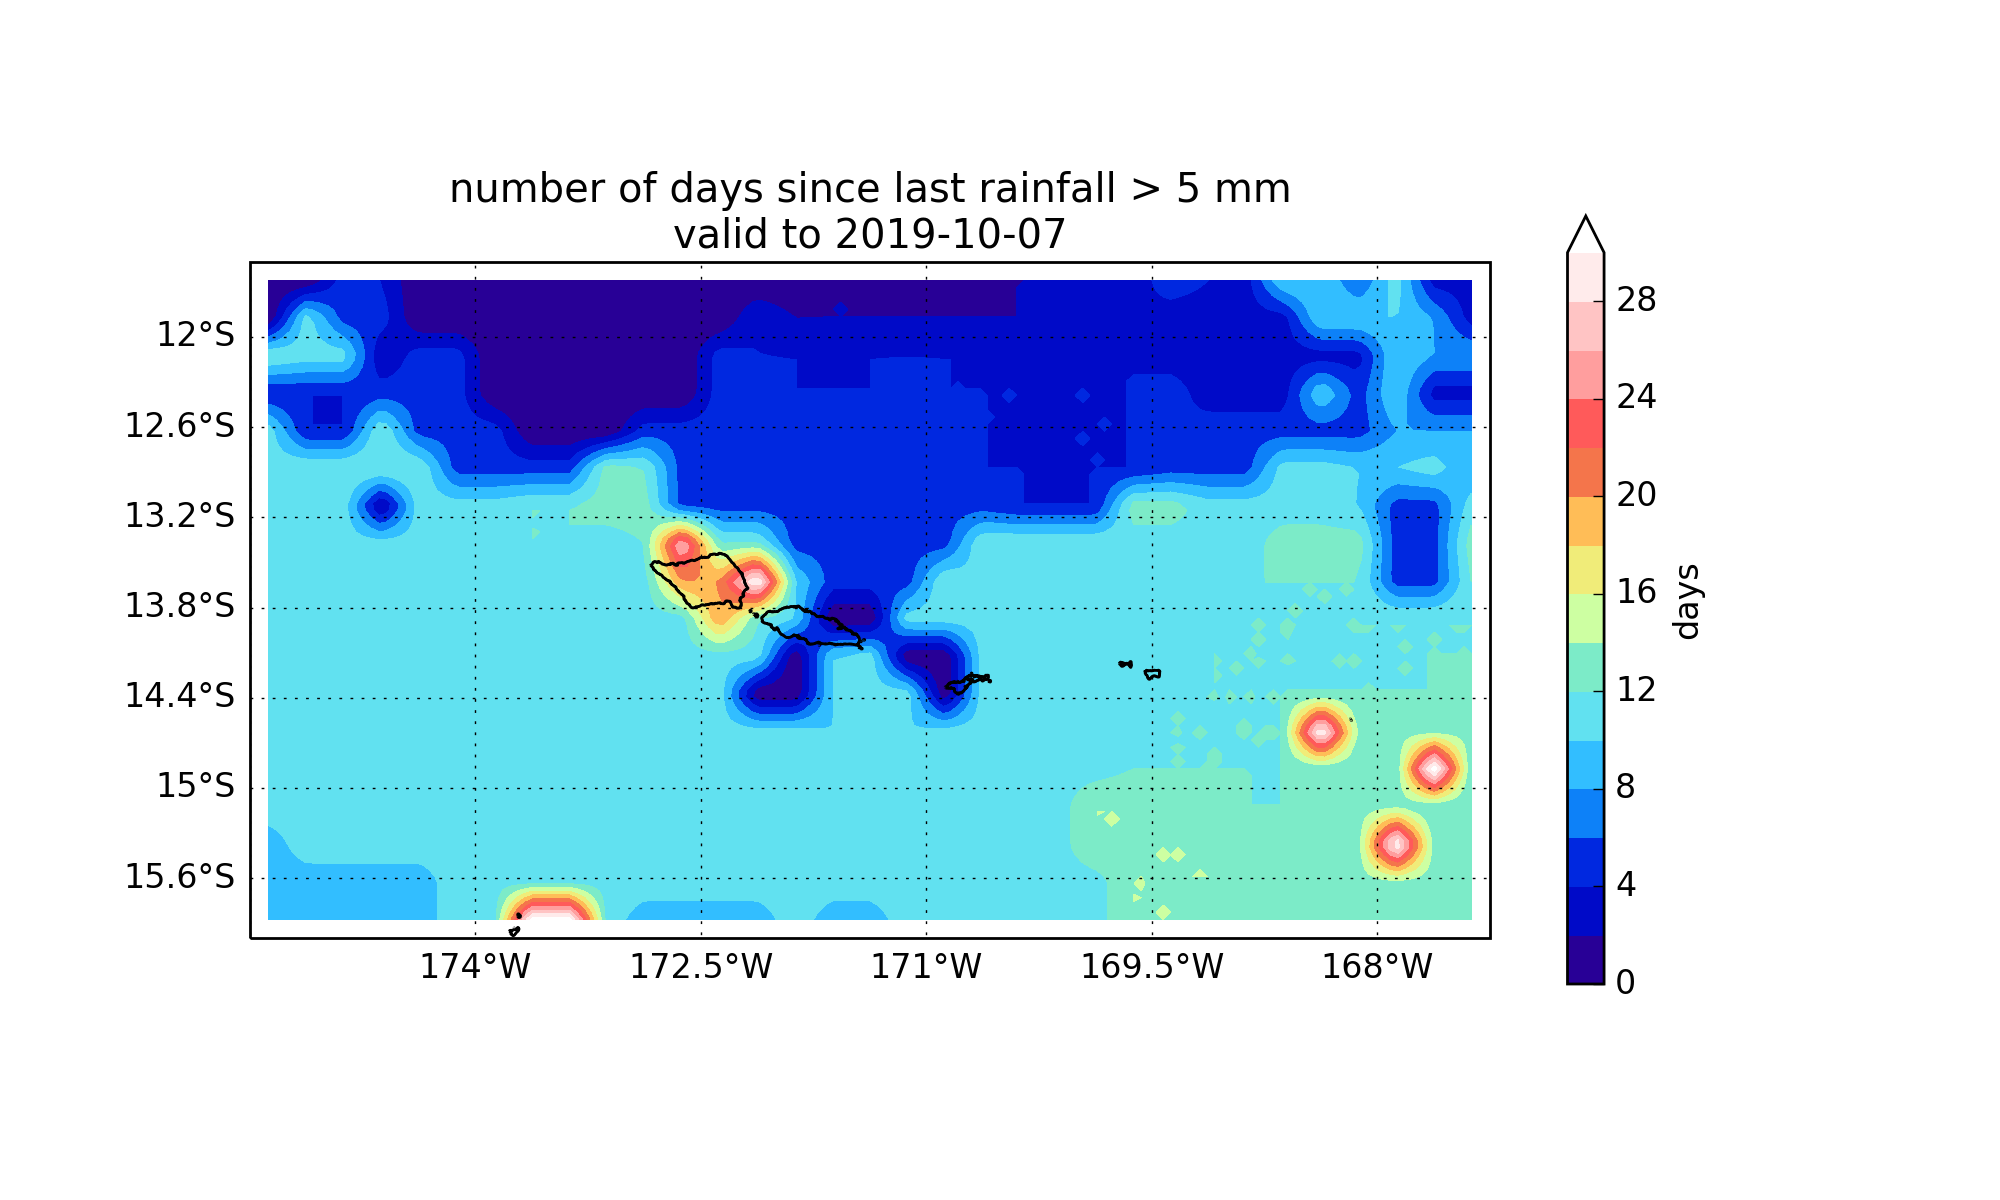 number of days since last rainfall > 5 mm
valid to 2019-10-07
12°S
12.6°S
13.2°S
13.8°S
14.4°S
15°S
15.6°S
174°W
172.5°W
171°W
169.5°W
168°W
28
24
20
16
12
8
4
0
days